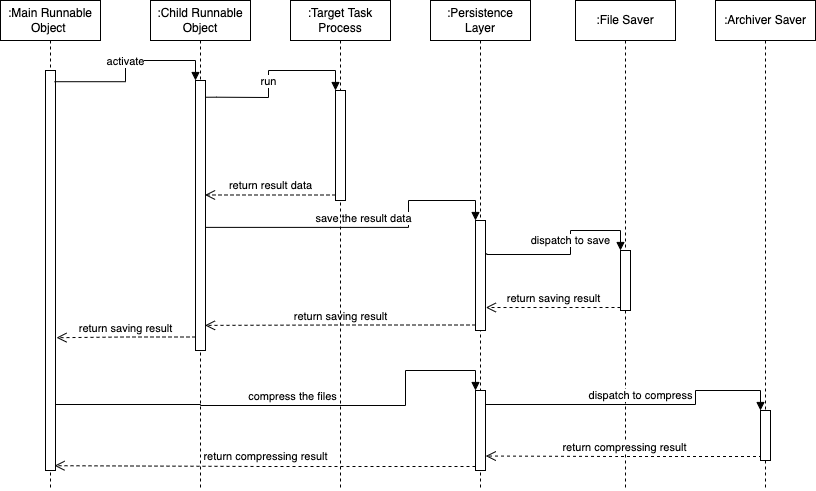 :Main Runnable
Object
:Child Runnable
Object
:Target Task
Process
:Persistence
Layer
:File Saver
:Archiver Saver
activate
run
return result data
save the result data
dispatch to save
return saving result
return saving result
return saving result
compress the files
dispatch to compress
return compressing result
return compressing result